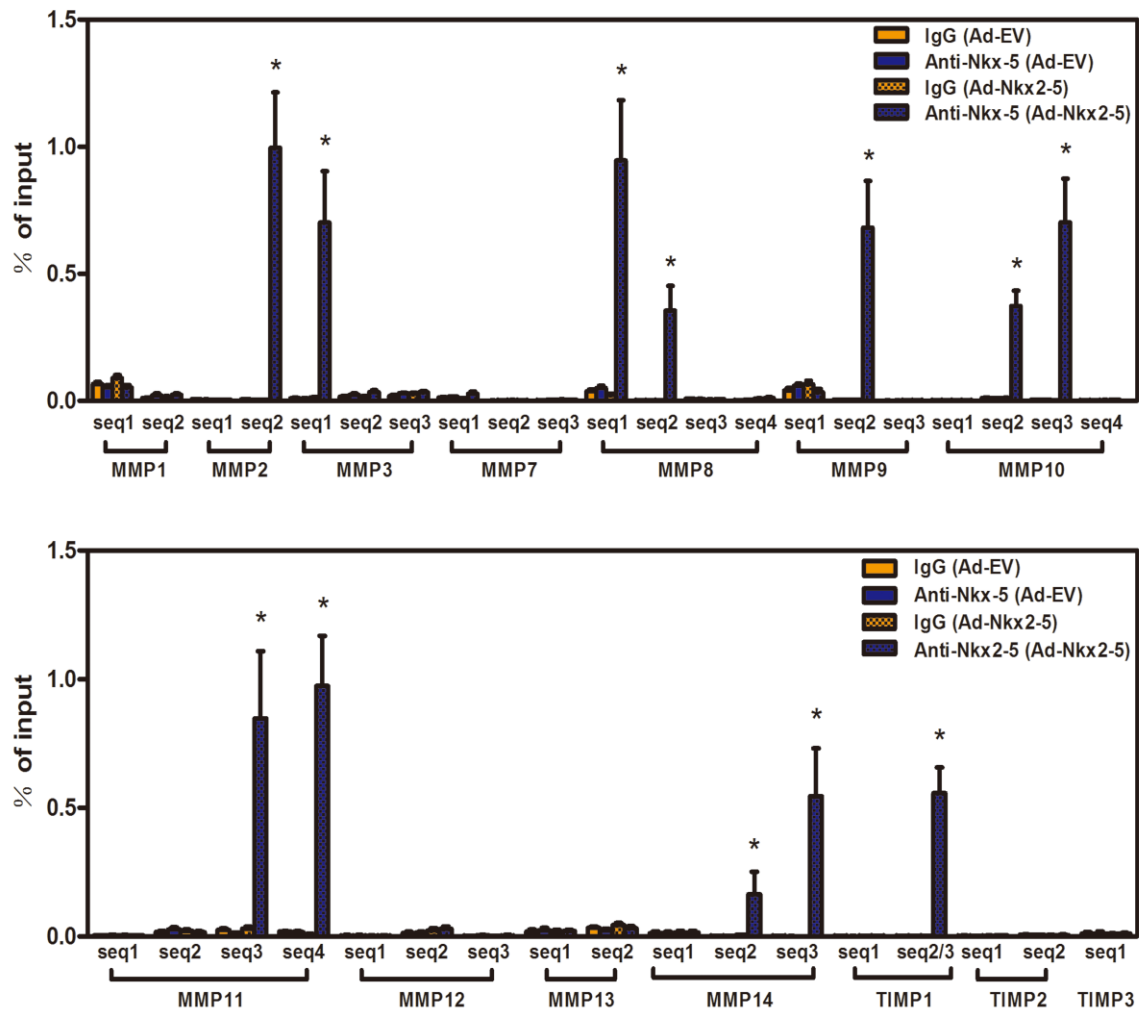 1.5
1.0
0.5
0.0
% of input
IgG (Ad-EV)
Anti-Nkx-5 (Ad-EV)
IgG (Ad-Nkx2-5)
Anti-Nkx-5 (Ad-Nkx2-5)
* * * * * * *
*
seq1 seq2 seq1 seq2 seq1 seq2 seq3 seq1 seq2 seq3 seq1 seq2 seq3 seq4 seq1 seq2 seq3 seq1 seq2 seq3 seq4
MMP1 MMP2 MMP3 MMP7 MMP8 MMP9 MMP10
1.5
1.0
0.5
0.0
% of input
IgG (Ad-EV)
Anti-Nkx-5 (Ad-EV)
IgG (Ad-Nkx2-5)
Anti-Nkx2-5 (Ad-Nkx2-5)
* * * * *
seq1 seq2 seq3 seq4 seq1 seq2 seq3 seq1 seq2 seq1 seq2 seq3 seq1 seq2/3 seq1 seq2 seq1
MMP11 MMP12 MMP13 MMP14 TIMP1 TIMP2 TIMP3